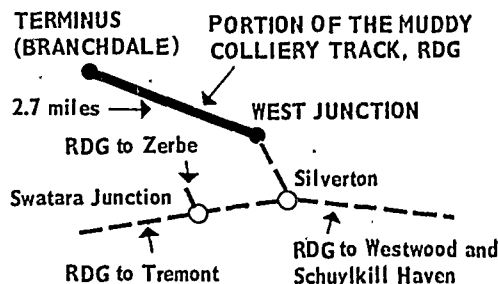 TERMINUS
(BRANCHDALE)
PORTION OF THE MUDDY
COLLIERY TRACK, RDG
2.7 miles
WEST JUNCTION
RDG to Zerbe
Silverton
Swatara Junction
RDG to Tremont
RDG to Westwood and
Schuylkill Haven